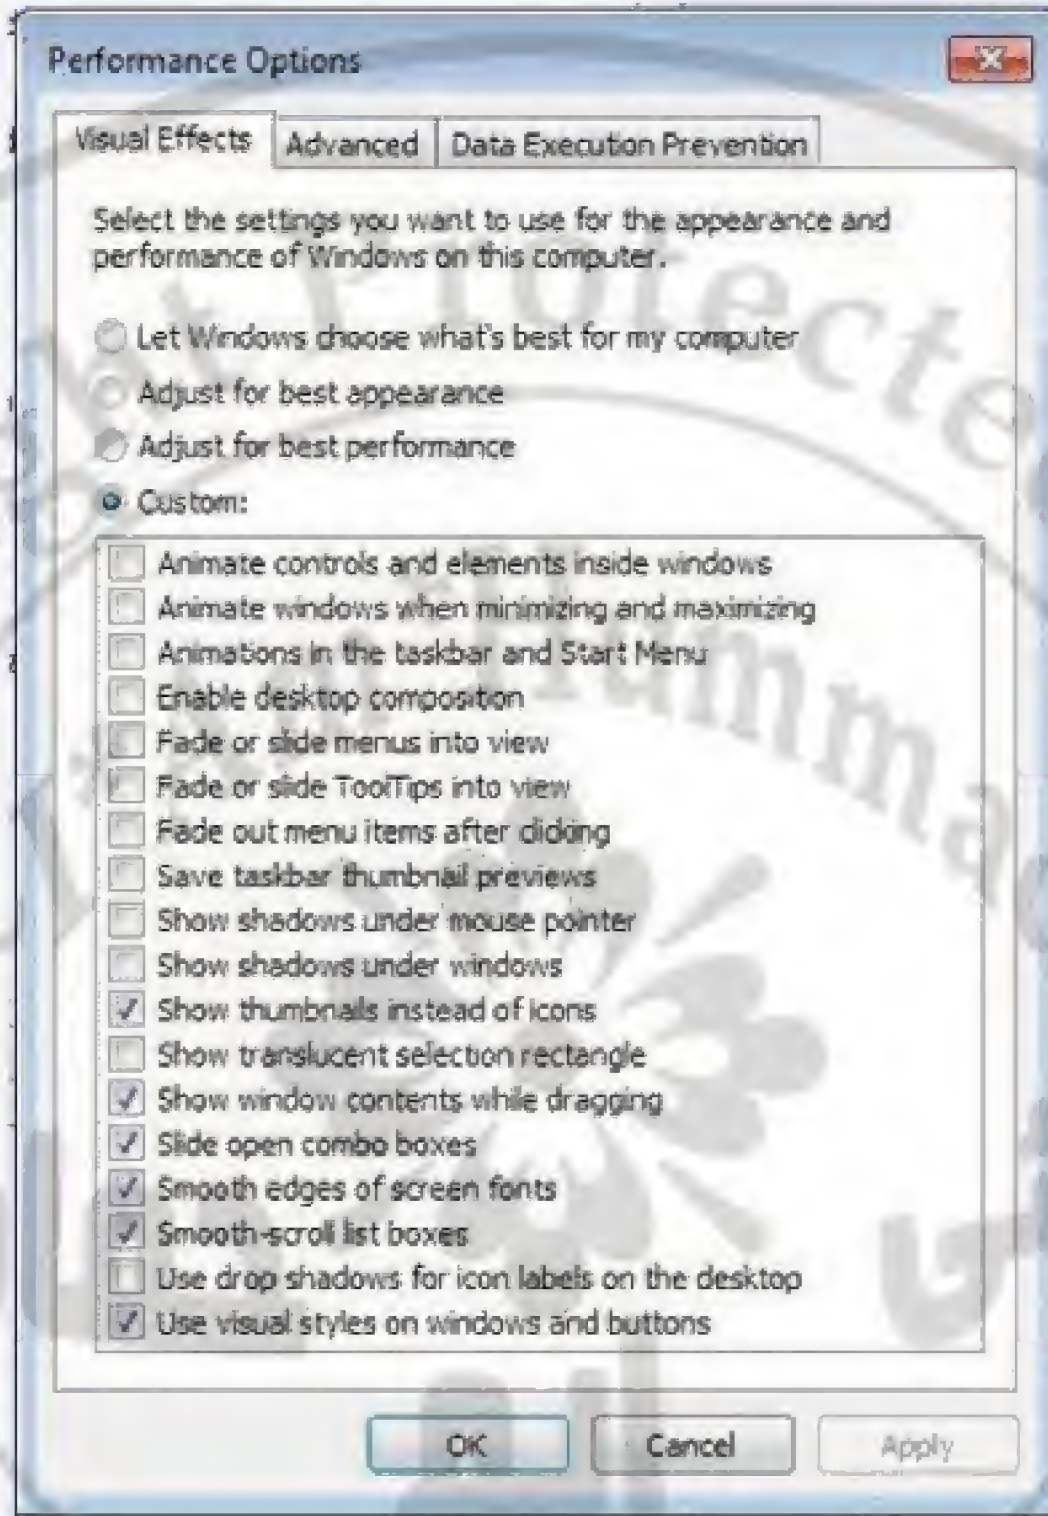 Performance Options
Visual Effects
Advanced
Data Execution Prevention
Select the settings you want to use for the appearance and
performance of Windows on this computer.
Let Windows choose what's best for my computer
Adjust for best appearance
Adjust for best performance
Custom:
Animate controls and elements inside windows
Animate windows when minimizing and maximizing
Animations in the taskbar and Start Menu
Enable desktop composition
Fade or slide menus into view
Fade or slide ToolTips into view
Fade out menu items after clicking
Save taskbar thumbnail previews
Show shadows under mouse pointer
Show shadows under windows
Show thumbnails instead of icons
Show translucent selection rectangle
Show window contents while dragging
Slide open combo boxes
Smooth edges of screen fonts
Smooth-scroll list boxes
Use drop shadows for icon labels on the desktop
Use visual styles on windows and buttons
OK
Cancel
Apply